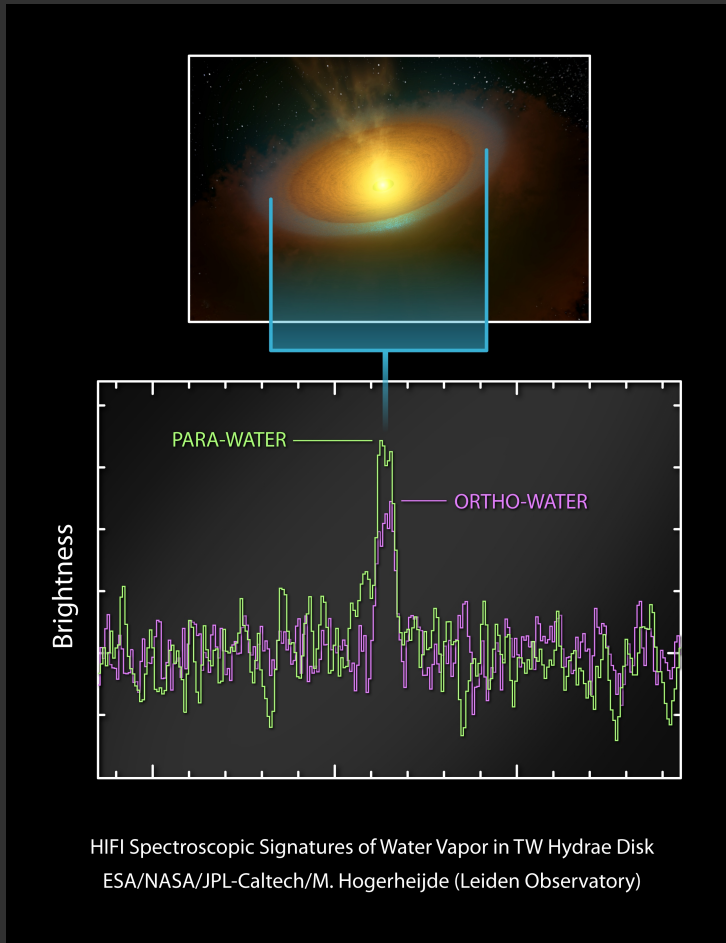 PARA-WATER
ORTHO-WATER
Brightness
HIFI Spectroscopic Signatures of Water Vapor in TW Hydrae Disk
ESA/NASA/JPL-Caltech/M. Hogerheijde (Leiden Observatory)